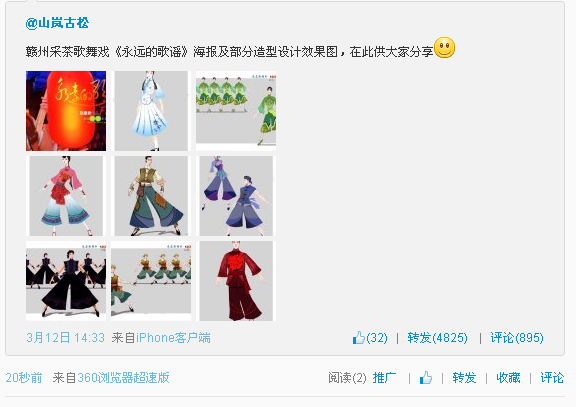 @山岚古松
赣州采茶歌舞戏《永远的歌谣》海报及部分造型设计效果图，在此供大家分享
3月12日 14:33 来自iPhone客户端
(32) | 转发(4825) | 评论(895)
20秒前 来自360浏览器超速版
阅读(2) 推广 | | 转发 | 收藏 | 评论